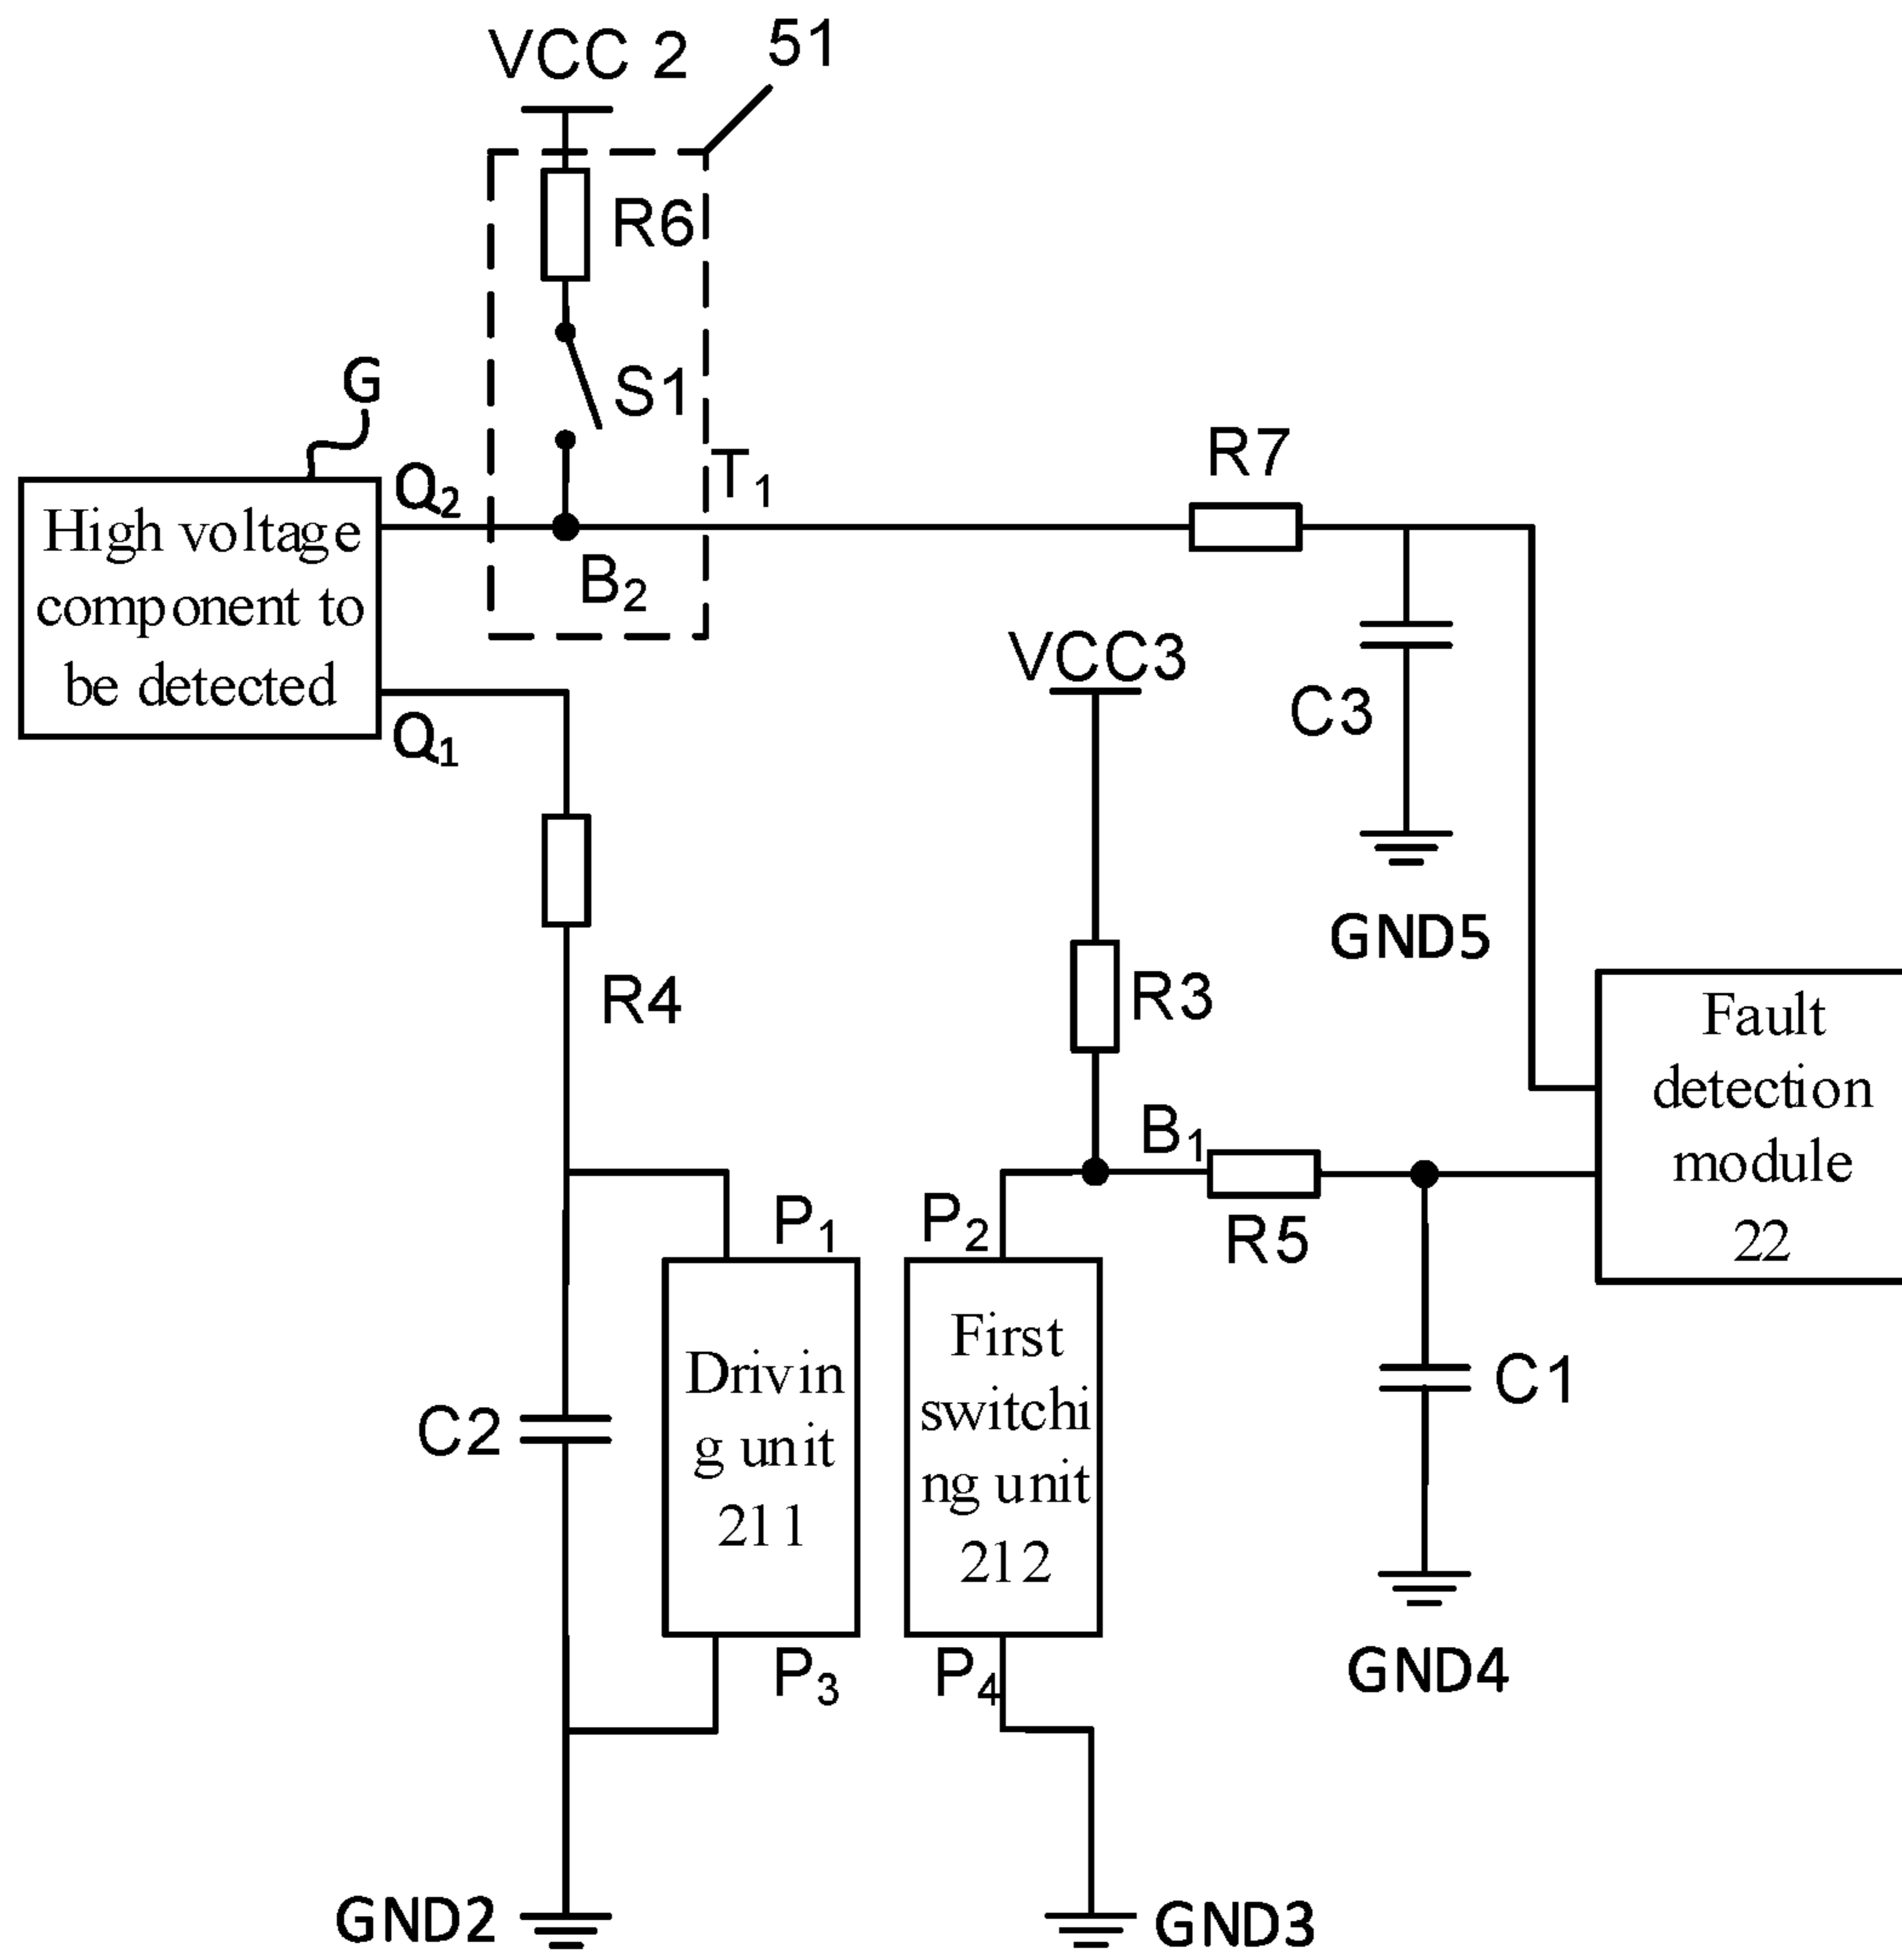 VCC 2
51
R6
G
S1
Q2
T1
R7
High voltage
component to
be detected
B2
VCC3
C3
Q1
GND5
R4
R3
Fault
detection
module
22
B1
P1
P2
R5
Drivin
g unit
211
First
switchi
ng unit
212
C1
C2
P3
P4
GND4
GND2
GND3